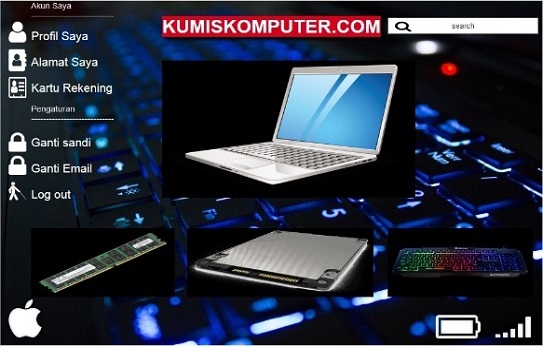 Akun Saya
KUMISKOMPUTER.COM
search
Profil Saya
Alamat Saya
Kartu Rekening
Pengaturan
Ganti sandi
Ganti Email
Log out